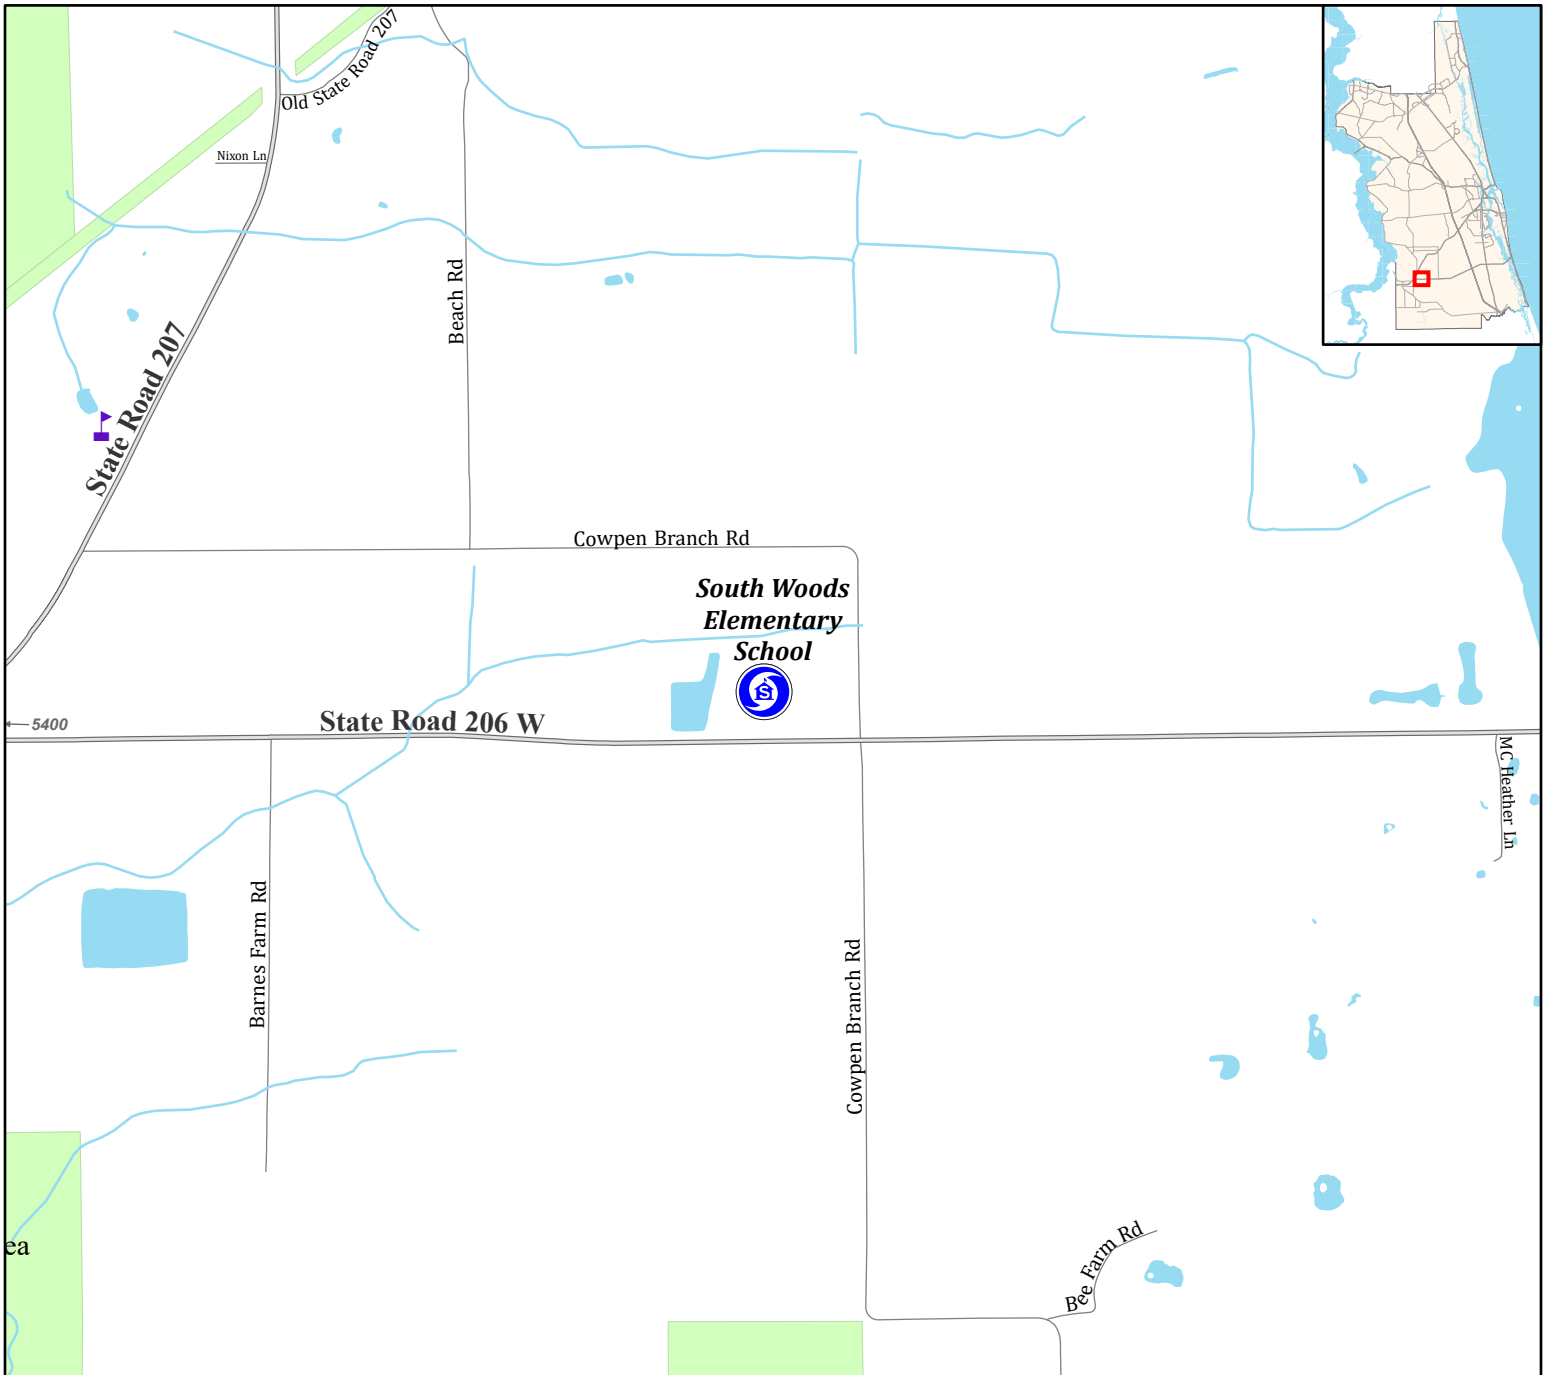 Old State Road 207
Nixon Ln
Beach Rd
State Road 207
Cowpen Branch Rd
South Woods
Elementary
School
S
5400
State Road 206 W
MC Heather Ln
Barnes Farm Rd
Cowpen Branch Rd
Bee Farm Rd
ea